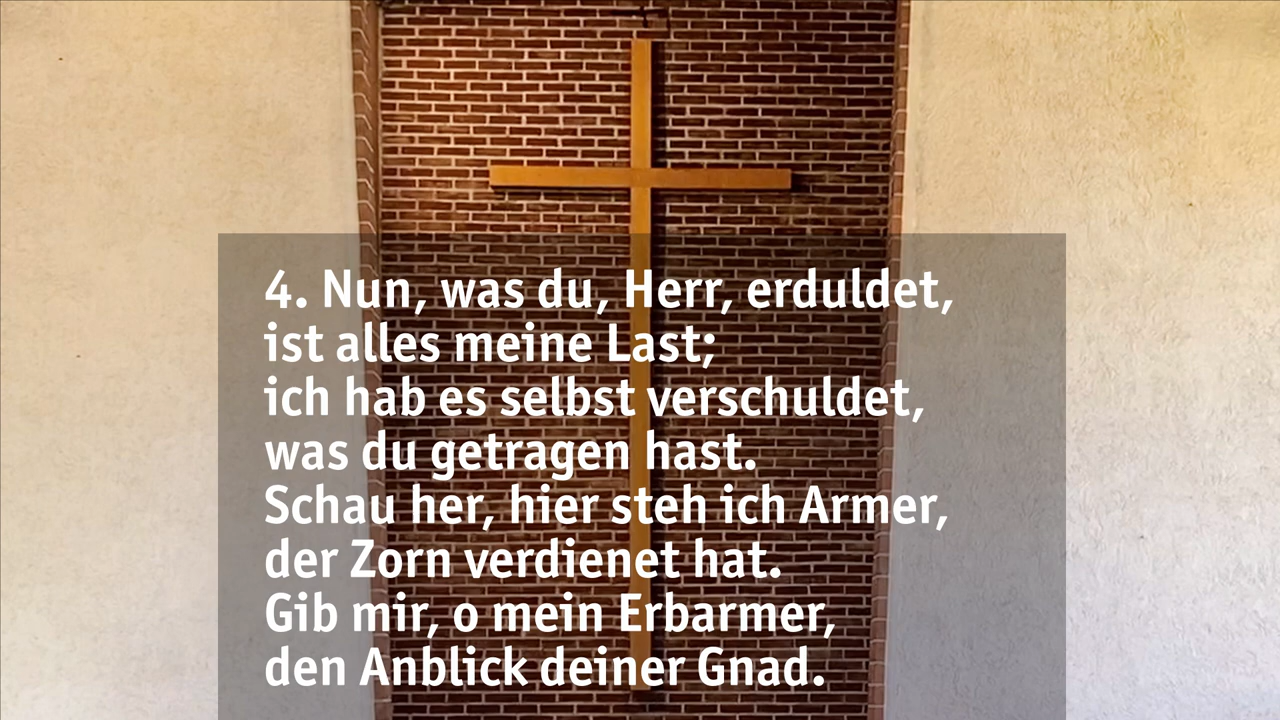 4. Nun, was du, Herr, erduldet,
ist alles meine Last;
ich hab es selbst verschuldet,
was du getragen hast.
Schau her, hier steh ich Armer,
der Zorn verdienet hat.
Gib mir, o mein Erbarmer,
den Anblick deiner Gnad.